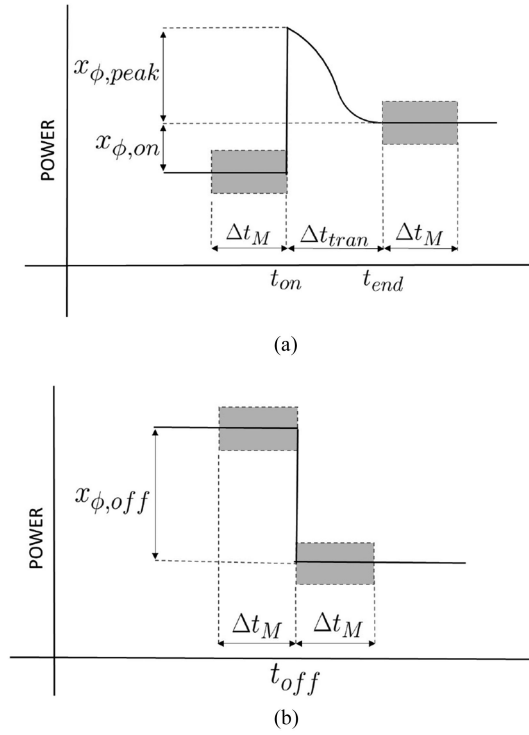 POWER
x_{ϕ,peak}
x_{ϕ,on}
Δt_M Δt_{tran} Δt_M
t_{on} t_{end}
(a)
POWER
x_{ϕ,off}
Δt_M Δt_M
t_{off}
(b)